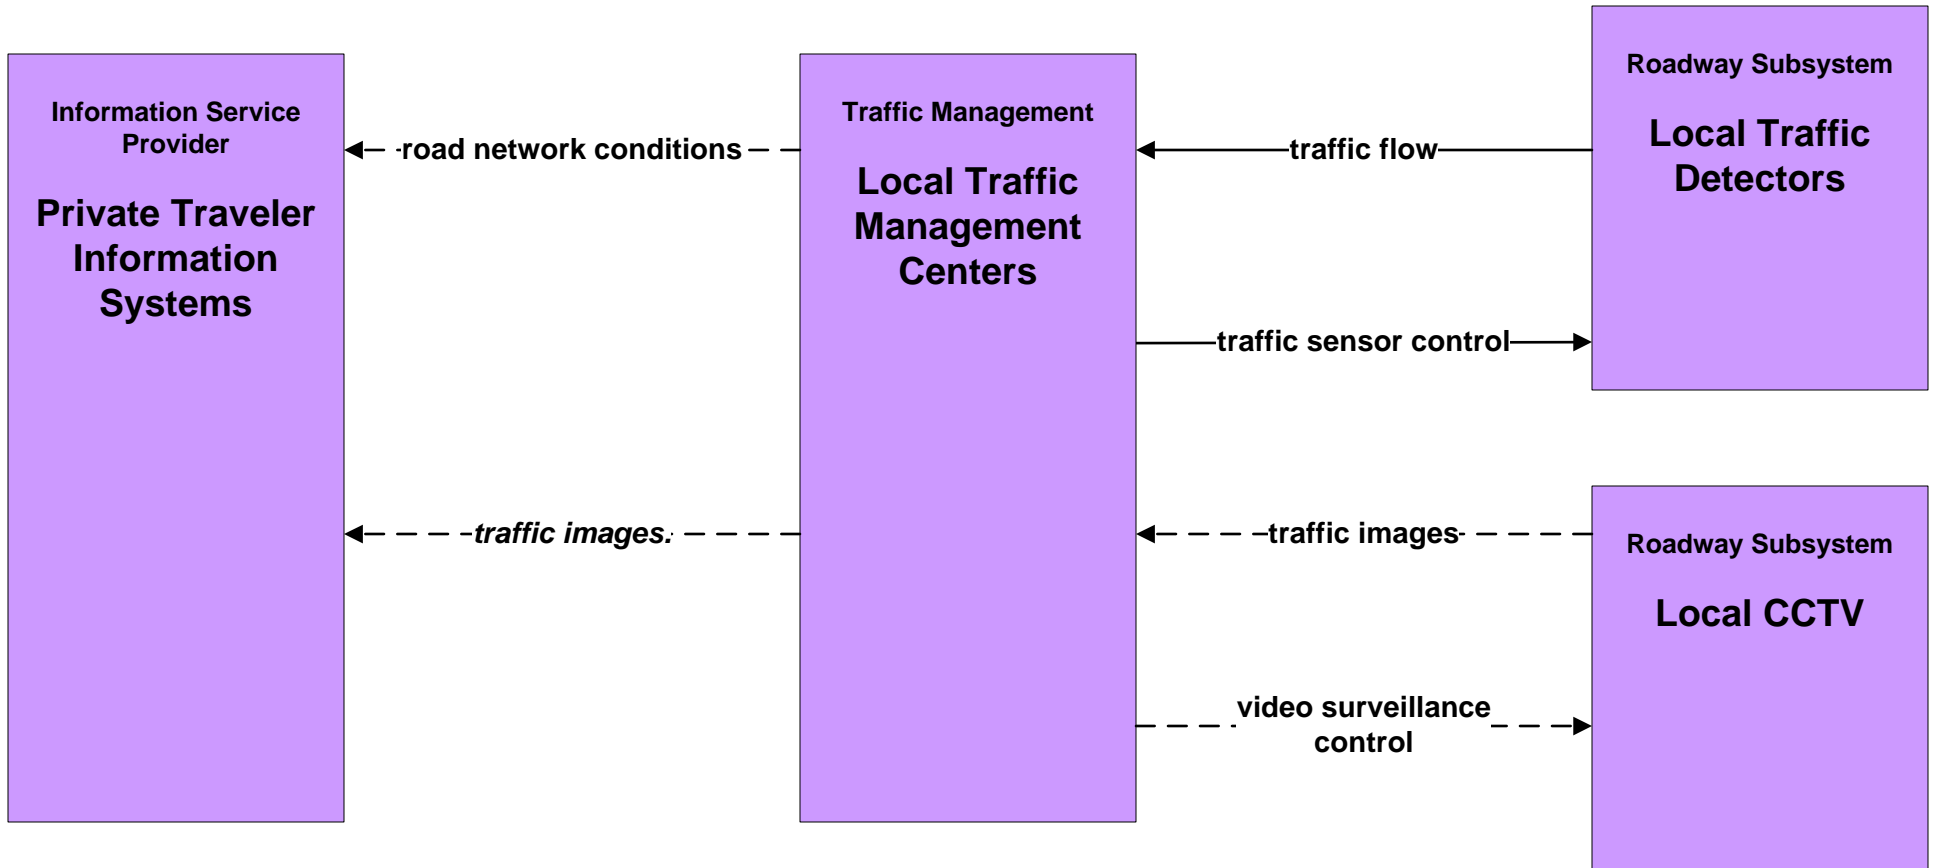 Information Service
Provider
Private Traveler
Information
Systems
road network conditions
traffic images.
Traffic Management
Local Traffic
Management
Centers
traffic flow
traffic sensor control
traffic images
video surveillance
control
Roadway Subsystem
Local Traffic
Detectors
Roadway Subsystem
Local CCTV